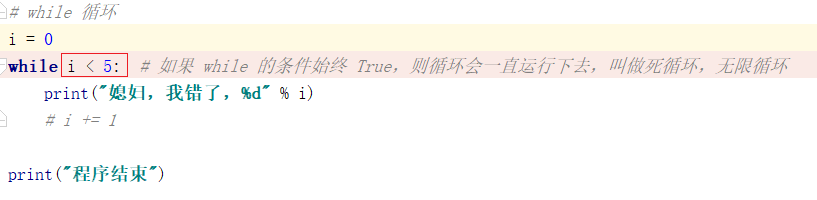 # while 循环
i = 0
while i < 5: # 如果 while 的条件始终 True，则循环会一直运行下去，叫做死循环，无限循环
    print("媳妇，我错了，%d" % i)
    # i += 1
print("程序结束")